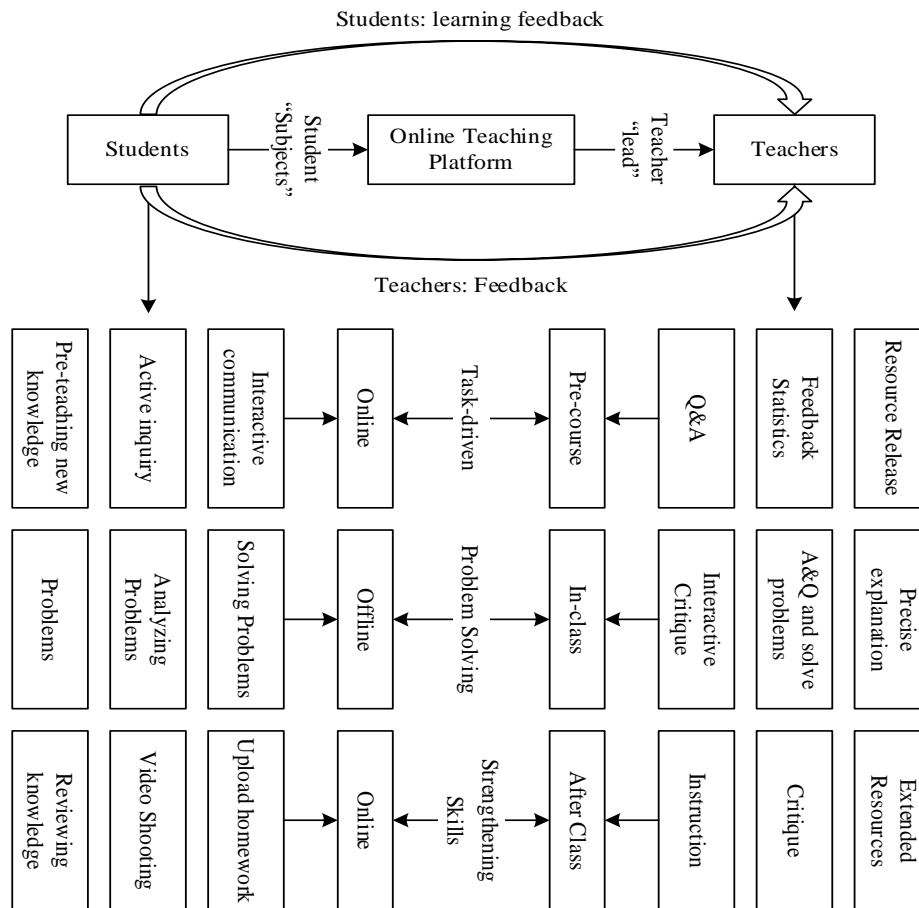 Students: learning feedback
Students
Student
“Subjects”
Online Teaching
Platform
Teacher
“lead”
Teachers
Teachers: Feedback
Pre-teaching new
knowledge
Active inquiry
Interactive
communication
Online
Task-driven
Pre-course
Q&A
Feedback
Statistics
Resource Release
Problems
Analyzing
Problems
Solving Problems
Offline
Problem Solving
In-class
Interactive
Critique
A&Q and solve
problems
Precise
explanation
Reviewing
knowledge
Video Shooting
Upload homework
Online
Strengthening
Skills
After Class
Instruction
Critique
Extended
Resources